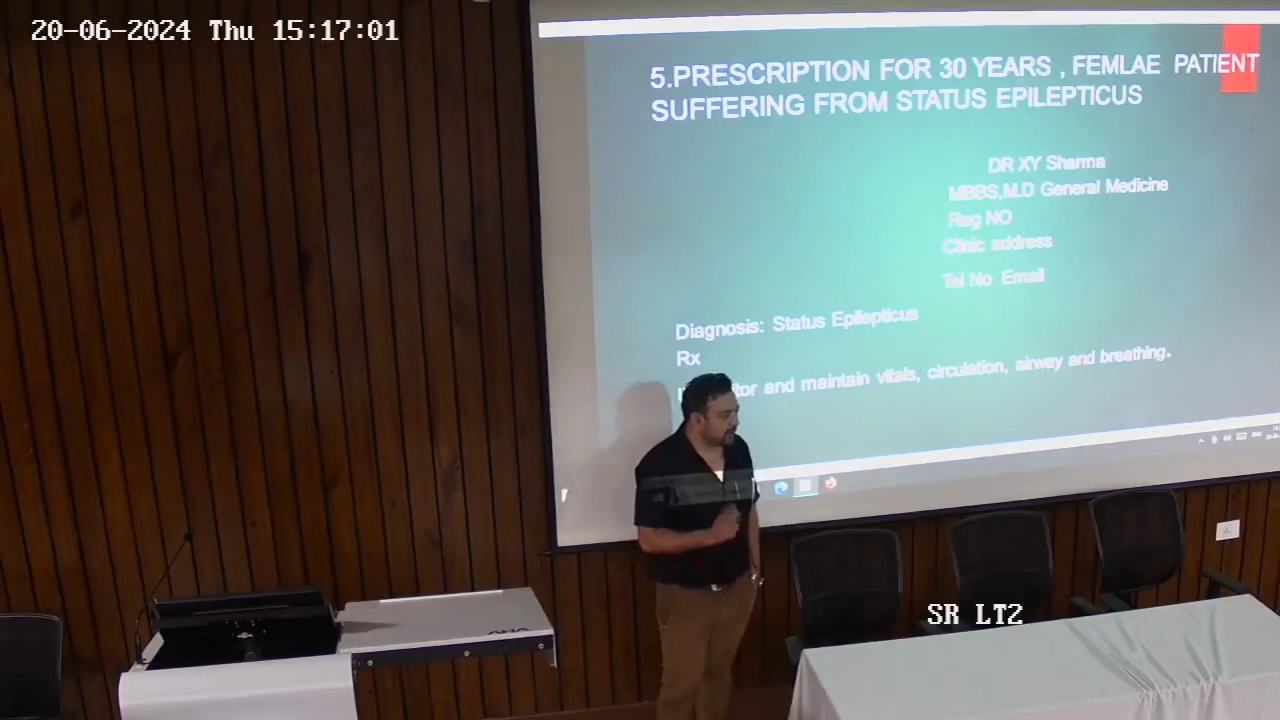 20-06-2024 Thu 15:17:01
5.PRESCRIPTION FOR 30 YEARS , FEMLAE PATIENT
SUFFERING FROM STATUS EPILEPTICUS
DR XY Sharma
MBBS,M.D General Medicine
Reg NO
Clinic address
Tel No Email
Diagnosis: Status Epilepticus
Rx
and maintain vitals, circulation, airway and breathing.
SR LT2